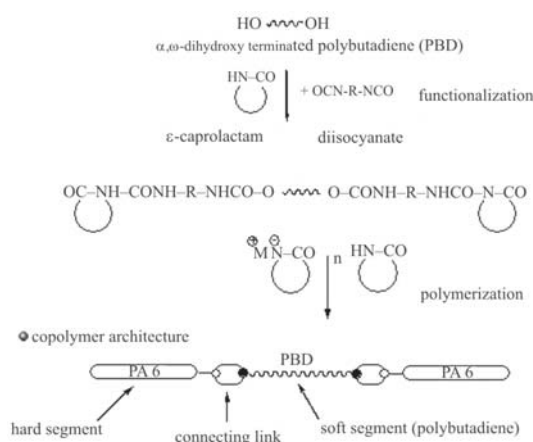 HO OH
α,ω-dihydroxy terminated polybutadiene (PBD)
HN–CO
+ OCN-R-NCO
functionalization
ε-caprolactam diisocyanate
OC–NH–CONH–R–NHCO–O O–CONH–R–NHCO–N–CO
⊕ ⊖
M N–CO n HN–CO
polymerization
copolymer architecture
PBD
PA 6 PA 6
hard segment
connecting link
soft segment (polybutadiene)